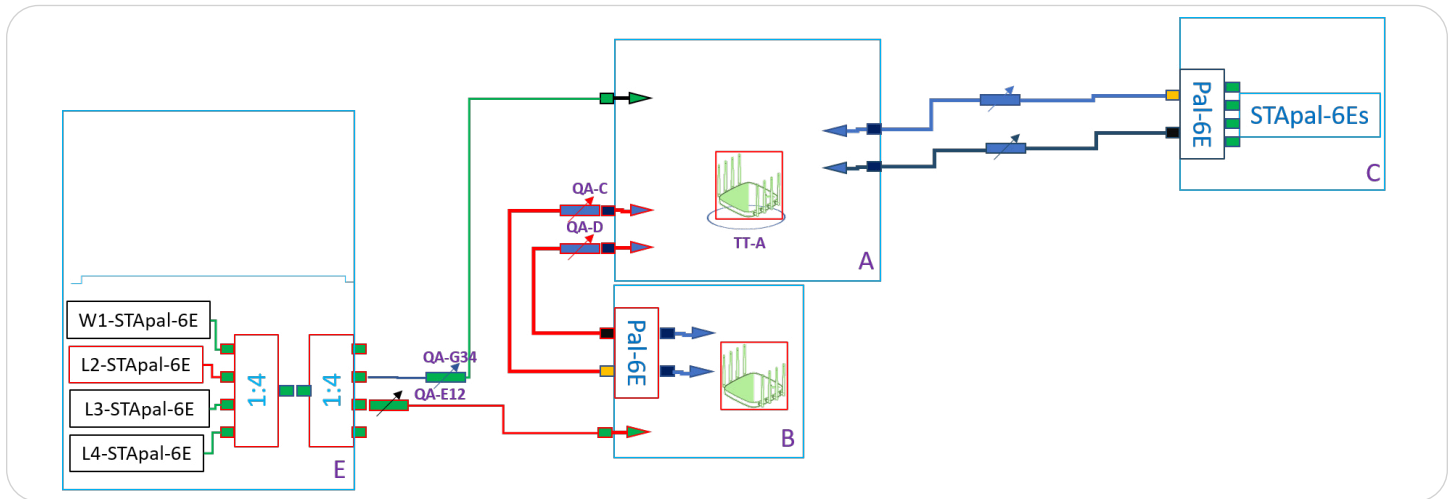 Pal-6E
STApal-6Es
C
QA-C
QA-D
TT-A
A
W1-STApal-6E
L2-STApal-6E
L3-STApal-6E
L4-STApal-6E
1:4
1:4
E
QA-G34
QA-E12
Pal-6E
B